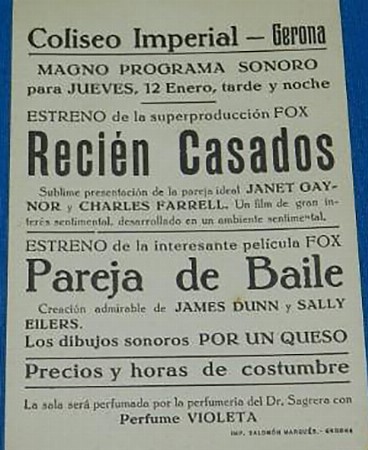 Coliseo Imperial — Gerona
MAGNO PROGRAMA SONORO
para JUEVES, 12 Enero, tarde y noche
ESTRENO de la superproducción FOX
Recién Casados
Sublime presentación de la pareja ideal JANET GAY-
NOR y CHARLES FARRELL. Un film de gran in-
terés sentimental, desarrollado en un ambiente sentimental.
ESTRENO de la interesante película FOX
Pareja de Baile
Creación admirable de JAMES DUNN y SALLY
EILERS.
Los dibujos sonoros POR UN QUESO
Precios y horas de costumbre
La sala será perfumada por la perfumería del Dr. Sagrera con
Perfume VIOLETA
IMP. SALOMÓN MARQUÉS.- GERONA